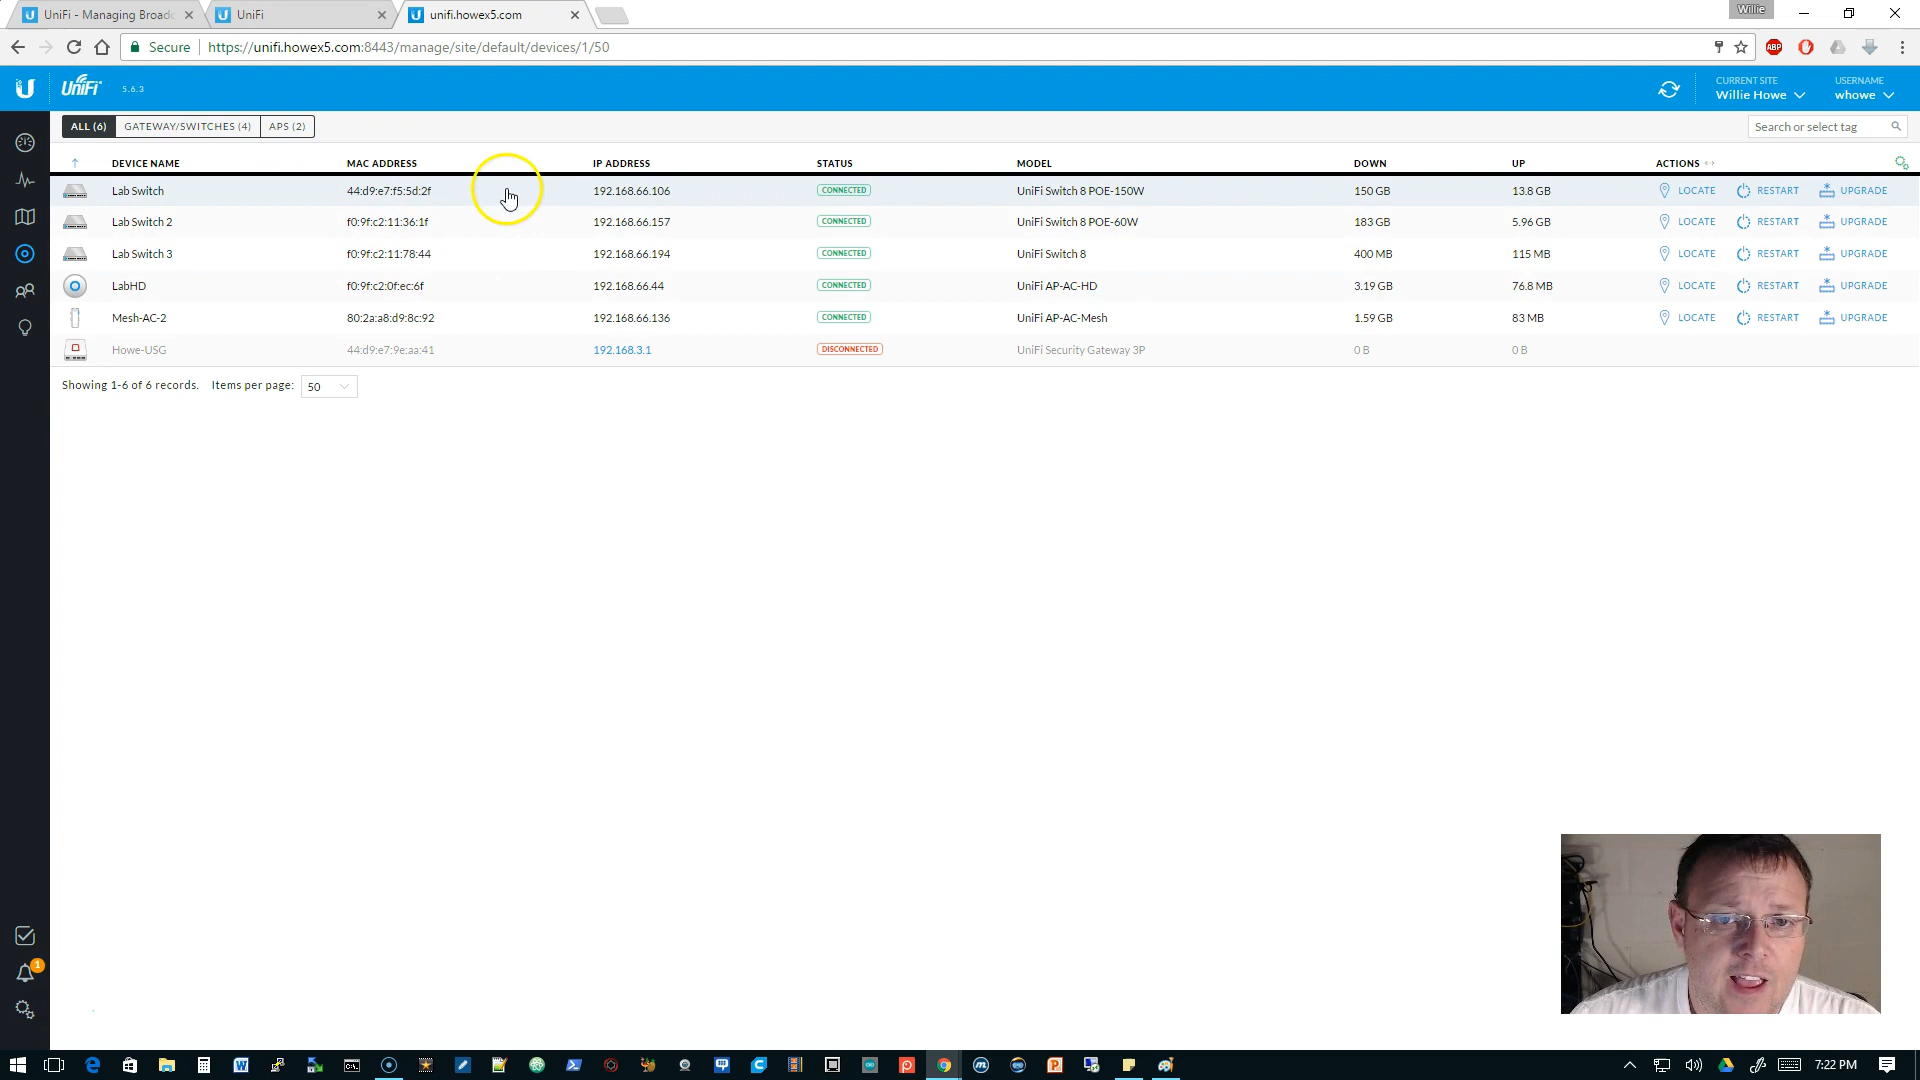 UniFi - Managing Broadc
UniFi
unifi.howex5.com
Willie
Secure
https://unifi.howex5.com:8443/manage/site/default/devices/1/50
ABP
U
UniFi
5.6.3
CURRENT SITE
Willie Howe
USERNAME
whowe
ALL (6) GATEWAY/SWITCHES (4) APS (2)
Search or select tag
DEVICE NAME MAC ADDRESS IP ADDRESS STATUS MODEL DOWN UP ACTIONS
Lab Switch 44:d9:e7:f5:5d:2f 192.168.66.106 CONNECTED UniFi Switch 8 POE-150W 150 GB 13.8 GB LOCATE RESTART UPGRADE
Lab Switch 2 f0:9f:c2:11:36:1f 192.168.66.157 CONNECTED UniFi Switch 8 POE-60W 183 GB 5.96 GB LOCATE RESTART UPGRADE
Lab Switch 3 f0:9f:c2:11:78:44 192.168.66.194 CONNECTED UniFi Switch 8 400 MB 115 MB LOCATE RESTART UPGRADE
LabHD f0:9f:c2:0f:ec:6f 192.168.66.44 CONNECTED UniFi AP-AC-HD 3.19 GB 76.8 MB LOCATE RESTART UPGRADE
Mesh-AC-2 80:2a:a8:d9:8c:92 192.168.66.136 CONNECTED UniFi AP-AC-Mesh 1.59 GB 83 MB LOCATE RESTART UPGRADE
Howe-USG 44:d9:e7:9e:aa:41 192.168.3.1 DISCONNECTED UniFi Security Gateway 3P 0 B 0 B
Showing 1-6 of 6 records. Items per page: 50
1
7:22 PM